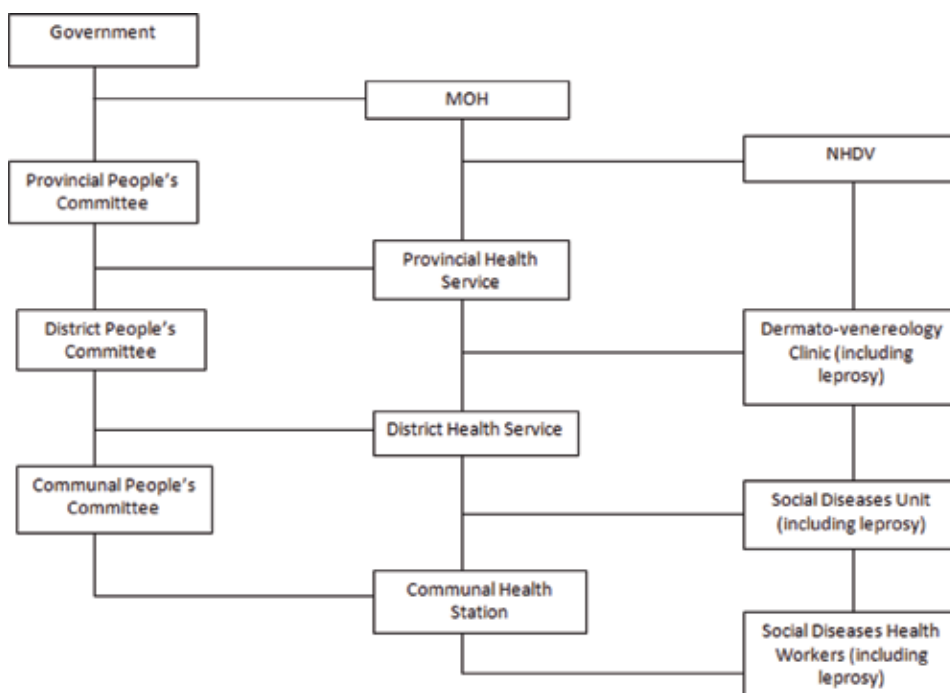 Government
MOH
NHDV
Provincial People's
Committee
Provincial Health
Service
District People's
Committee
Dermato-venereology
Clinic (including
leprosy)
District Health Service
Communal People's
Committee
Social Diseases Unit
(including leprosy)
Communal Health
Station
Social Diseases Health
Workers (including
leprosy)